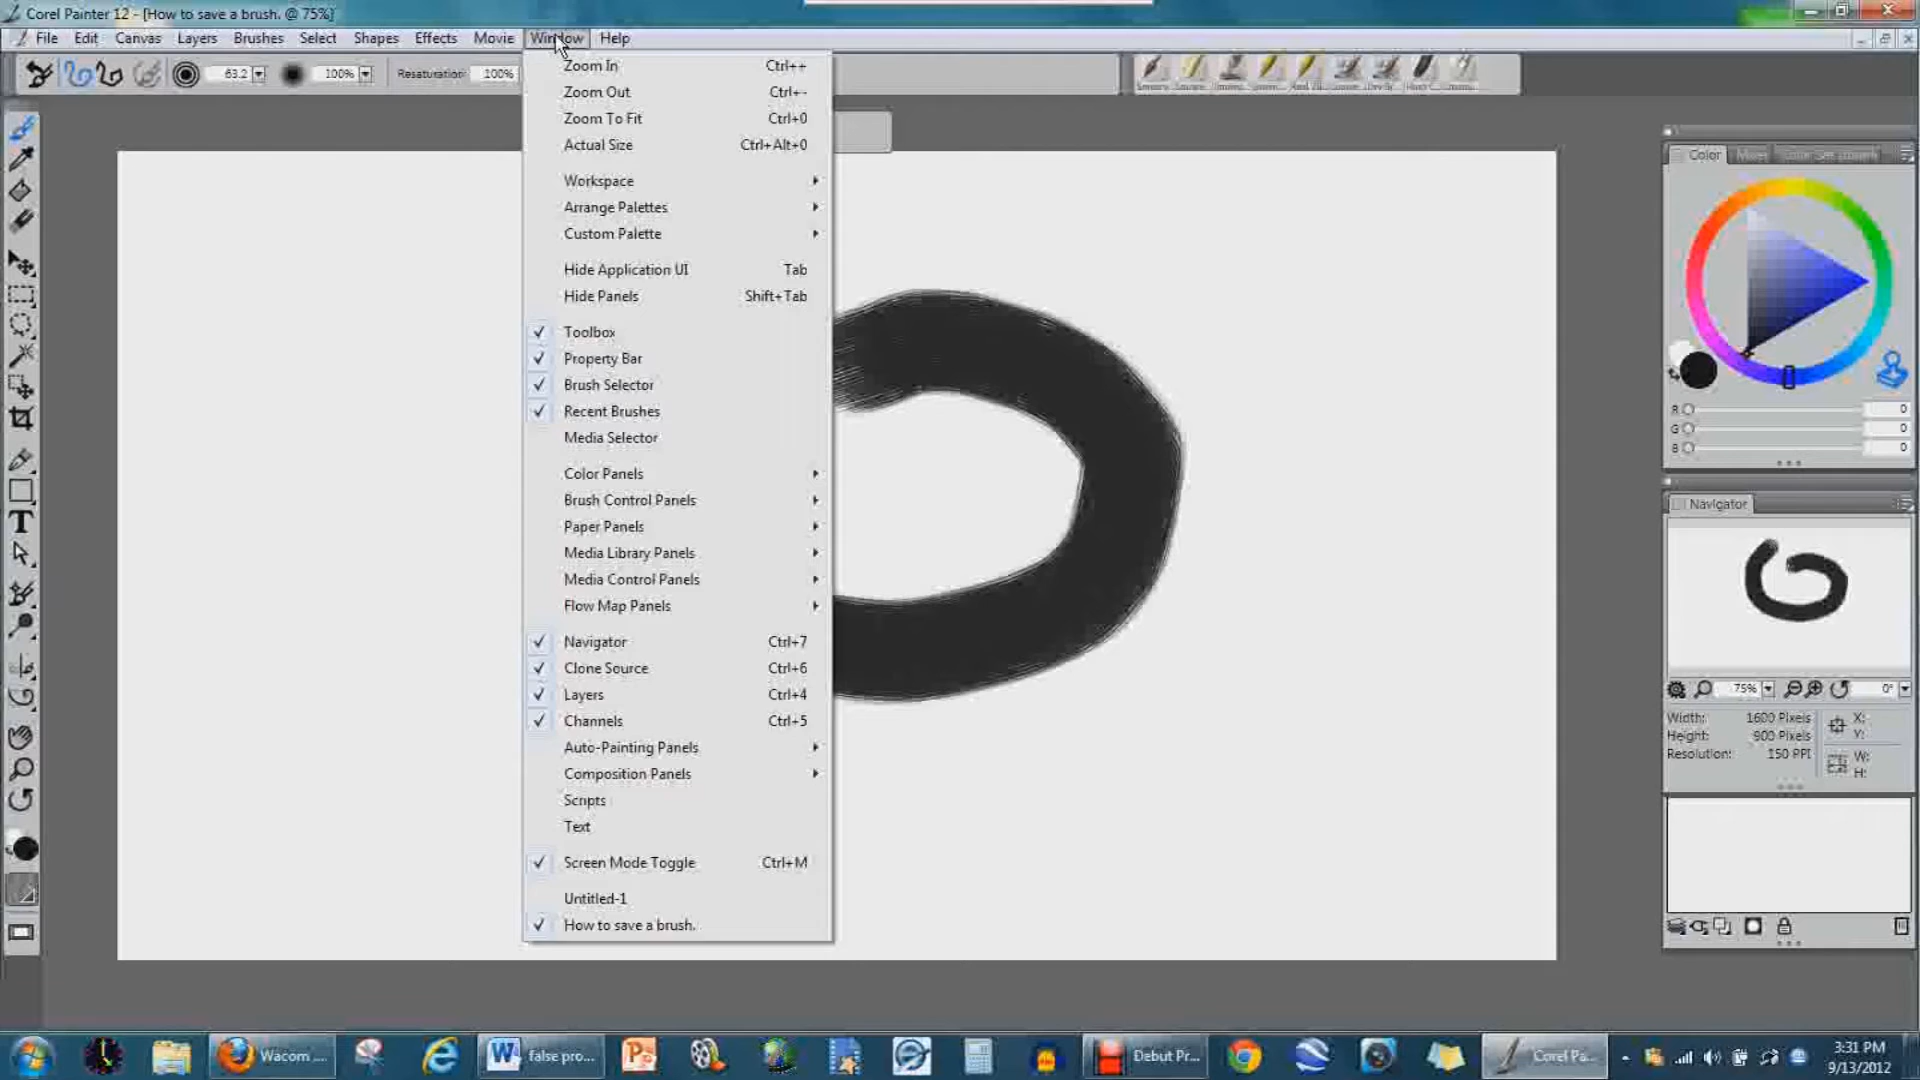 Corel Painter 12 - [How to save a brush. @ 75%]
File Edit Canvas Layers Brushes Select Shapes Effects Movie Window Help
63.2 100% Resaturation: 100%
Zoom In Ctrl++
Zoom Out Ctrl+-
Zoom To Fit Ctrl+0
Actual Size Ctrl+Alt+0
Workspace
Arrange Palettes
Custom Palette
Hide Application UI Tab
Hide Panels Shift+Tab
Toolbox
Property Bar
Brush Selector
Recent Brushes
Media Selector
Color Panels
Brush Control Panels
Paper Panels
Media Library Panels
Media Control Panels
Flow Map Panels
Navigator Ctrl+7
Clone Source Ctrl+6
Layers Ctrl+4
Channels Ctrl+5
Auto-Painting Panels
Composition Panels
Scripts
Text
Screen Mode Toggle Ctrl+M
Untitled-1
How to save a brush.
Color
R 0
G 0
B 0
Navigator
75% 0°
Width: 1600 Pixels X:
Height: 900 Pixels Y:
Resolution: 150 PPI W:
H:
Wacom ... false pro... Debut Pr... Corel Pa...
3:31 PM
9/13/2012